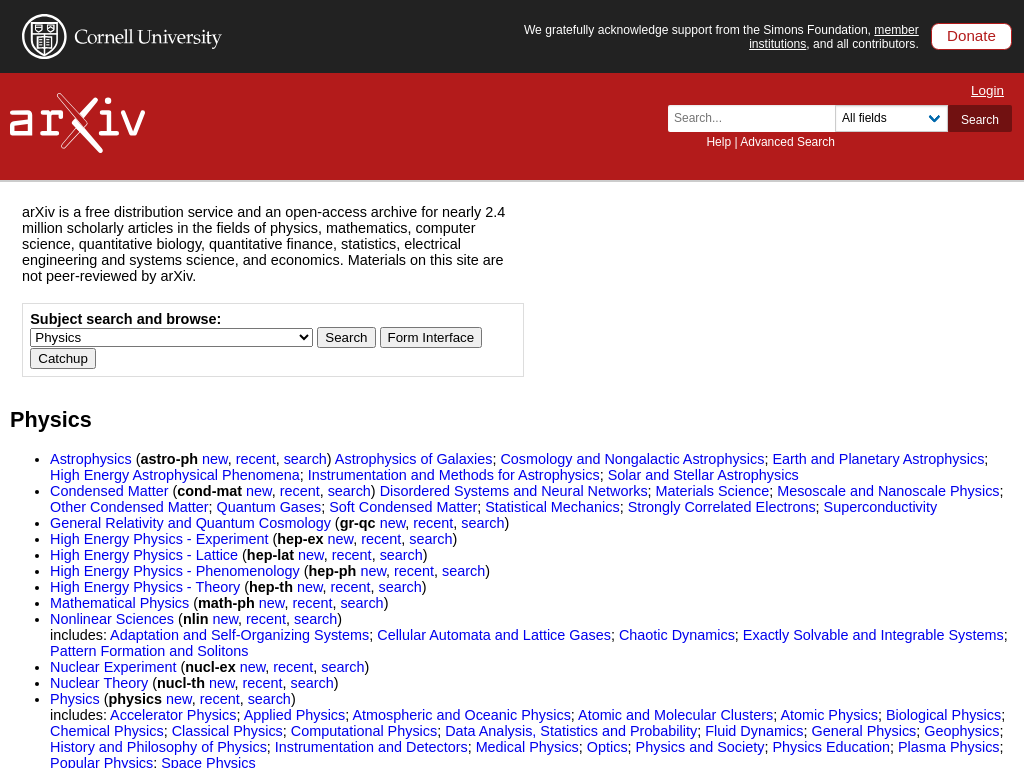 Cornell University
We gratefully acknowledge support from the Simons Foundation, member
institutions, and all contributors.
Donate
Login
arXiv
Search...
All fields
Search
Help | Advanced Search
arXiv is a free distribution service and an open-access archive for nearly 2.4
million scholarly articles in the fields of physics, mathematics, computer
science, quantitative biology, quantitative finance, statistics, electrical
engineering and systems science, and economics. Materials on this site are
not peer-reviewed by arXiv.
Subject search and browse:
Physics
Search
Form Interface
Catchup
Physics
Astrophysics (astro-ph new, recent, search) Astrophysics of Galaxies; Cosmology and Nongalactic Astrophysics; Earth and Planetary Astrophysics;
High Energy Astrophysical Phenomena; Instrumentation and Methods for Astrophysics; Solar and Stellar Astrophysics
Condensed Matter (cond-mat new, recent, search) Disordered Systems and Neural Networks; Materials Science; Mesoscale and Nanoscale Physics;
Other Condensed Matter; Quantum Gases; Soft Condensed Matter; Statistical Mechanics; Strongly Correlated Electrons; Superconductivity
General Relativity and Quantum Cosmology (gr-qc new, recent, search)
High Energy Physics - Experiment (hep-ex new, recent, search)
High Energy Physics - Lattice (hep-lat new, recent, search)
High Energy Physics - Phenomenology (hep-ph new, recent, search)
High Energy Physics - Theory (hep-th new, recent, search)
Mathematical Physics (math-ph new, recent, search)
Nonlinear Sciences (nlin new, recent, search)
includes: Adaptation and Self-Organizing Systems; Cellular Automata and Lattice Gases; Chaotic Dynamics; Exactly Solvable and Integrable Systems;
Pattern Formation and Solitons
Nuclear Experiment (nucl-ex new, recent, search)
Nuclear Theory (nucl-th new, recent, search)
Physics (physics new, recent, search)
includes: Accelerator Physics; Applied Physics; Atmospheric and Oceanic Physics; Atomic and Molecular Clusters; Atomic Physics; Biological Physics;
Chemical Physics; Classical Physics; Computational Physics; Data Analysis, Statistics and Probability; Fluid Dynamics; General Physics; Geophysics;
History and Philosophy of Physics; Instrumentation and Detectors; Medical Physics; Optics; Physics and Society; Physics Education; Plasma Physics;
Popular Physics; Space Physics